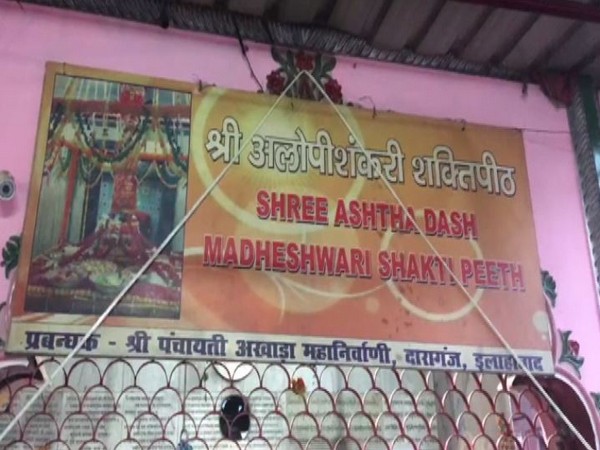 श्री अलोपीशंकरी शक्तिपीठ
SHREE ASHTHA DASH
MADHESHWARI SHAKTI PEETH
प्रबन्धक - श्री पंचायती अखाड़ा महानिर्वाणी, दारागंज, इलाहाबाद